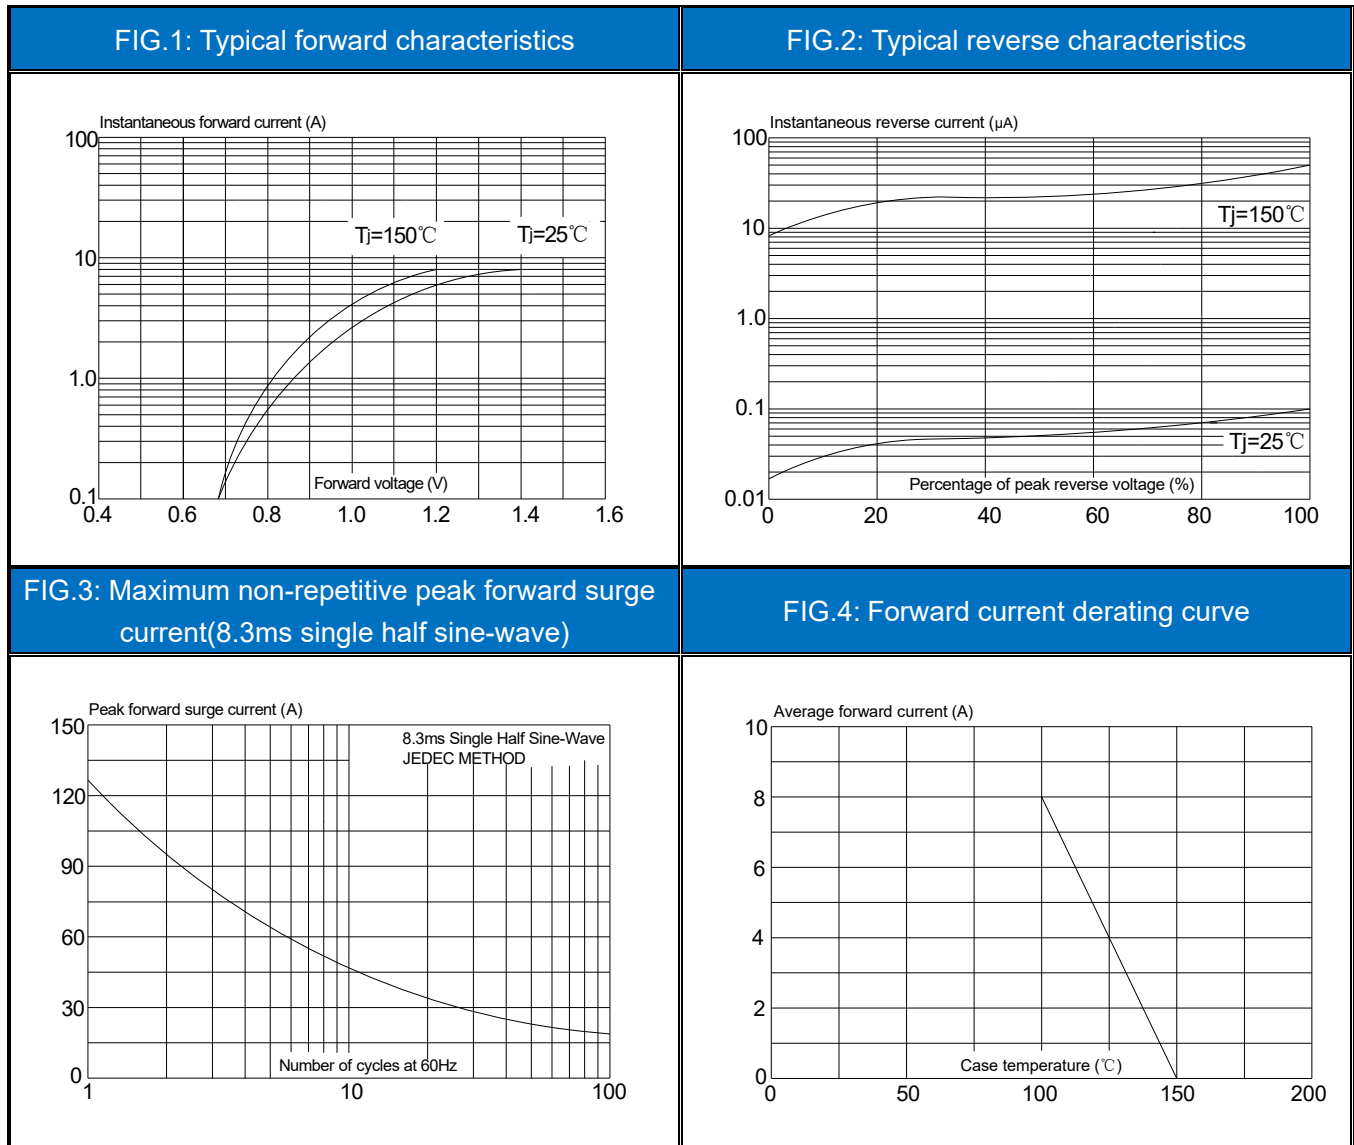 FIG.1: Typical forward characteristics
Instantaneous forward current (A)
100
10
1.0
0.1
Tj=150℃
Tj=25℃
Forward voltage (V)
0.4 0.6 0.8 1.0 1.2 1.4 1.6
FIG.2: Typical reverse characteristics
Instantaneous reverse current (μA)
100
10
1.0
0.1
0.01
Tj=150℃
Tj=25℃
Percentage of peak reverse voltage (%)
0 20 40 60 80 100
FIG.3: Maximum non-repetitive peak forward surge
current(8.3ms single half sine-wave)
Peak forward surge current (A)
150
120
90
60
30
0
8.3ms Single Half Sine-Wave
JEDEC METHOD
Number of cycles at 60Hz
1 10 100
FIG.4: Forward current derating curve
Average forward current (A)
10
8
6
4
2
0
Case temperature (℃)
0 50 100 150 200